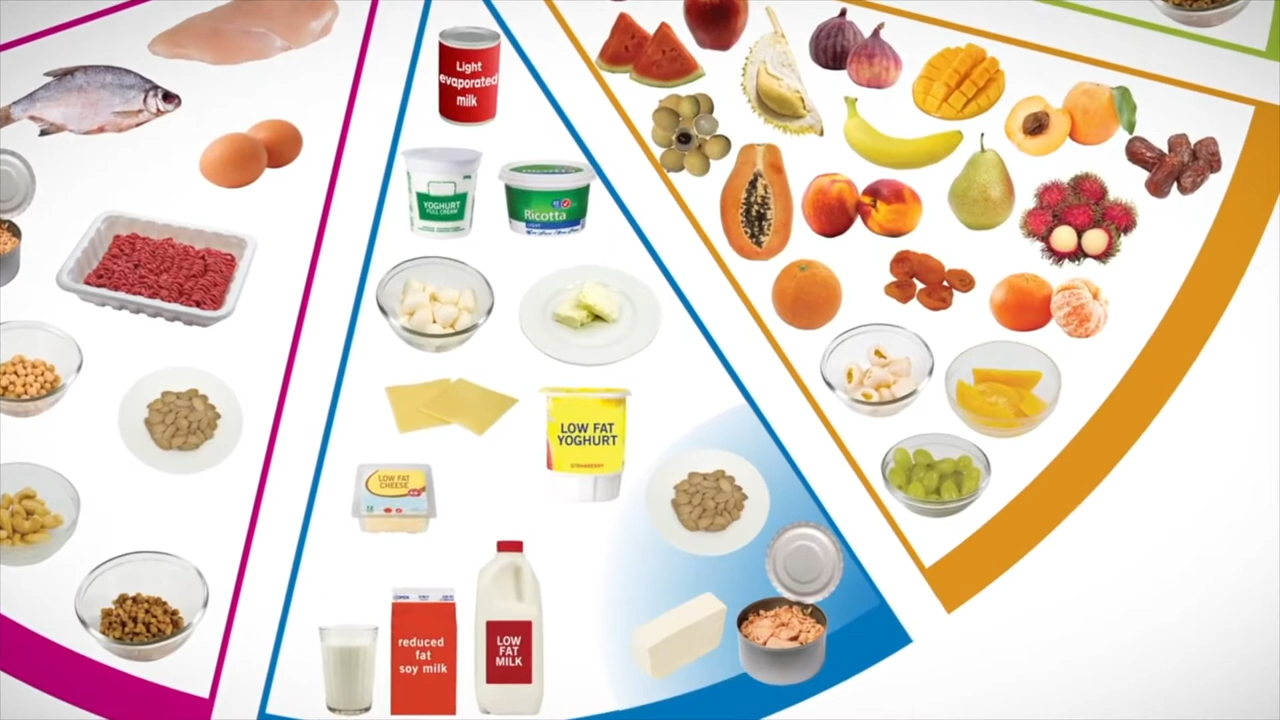 Light
evaporated
milk
YOGHURT
FULL CREAM
Ricotta
LIGHT
LOW FAT
YOGHURT
STRAWBERRY
LOW FAT
CHEESE
reduced
fat
soy milk
LOW
FAT
MILK